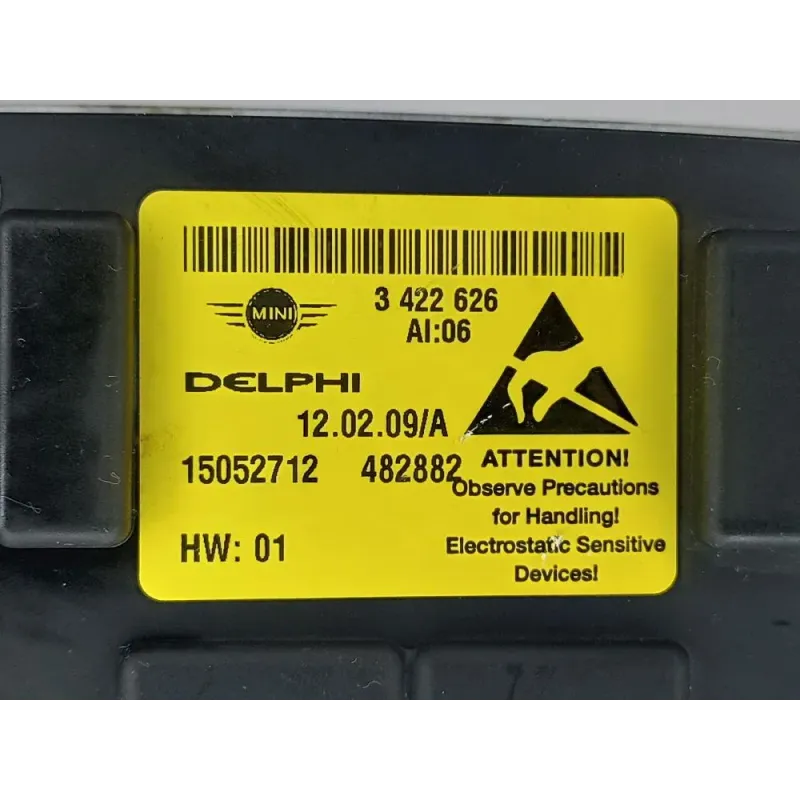 MINI
3 422 626
AI:06
DELPHI
12.02.09/A
15052712 482882
HW: 01
ATTENTION!
Observe Precautions
for Handling!
Electrostatic Sensitive
Devices!